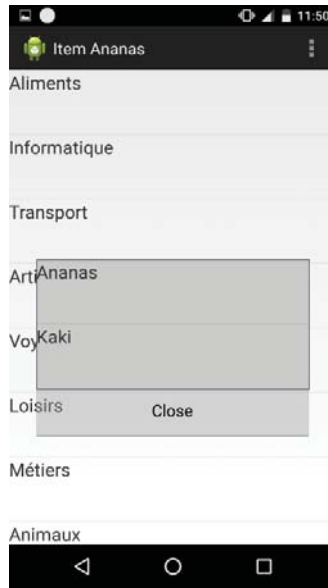 11:50
Item Ananas
Aliments
Informatique
Transport
Arti
Ananas
Voy
Kaki
Loisirs
Close
Métiers
Animaux